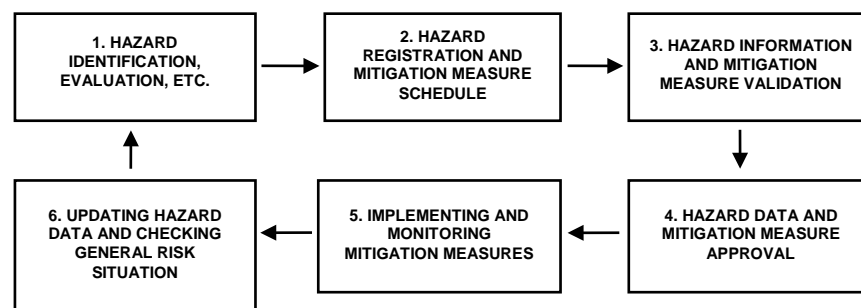 1. HAZARD
IDENTIFICATION,
EVALUATION, ETC.
2. HAZARD
REGISTRATION AND
MITIGATION MEASURE
SCHEDULE
3. HAZARD INFORMATION
AND MITIGATION
MEASURE VALIDATION
4. HAZARD DATA AND
MITIGATION MEASURE
APPROVAL
5. IMPLEMENTING AND
MONITORING
MITIGATION MEASURES
6. UPDATING HAZARD
DATA AND CHECKING
GENERAL RISK
SITUATION